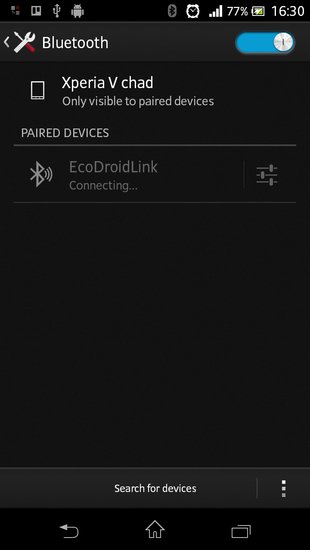 77% 16:30
Bluetooth
Xperia V chad
Only visible to paired devices
PAIRED DEVICES
EcoDroidLink
Connecting...
Search for devices